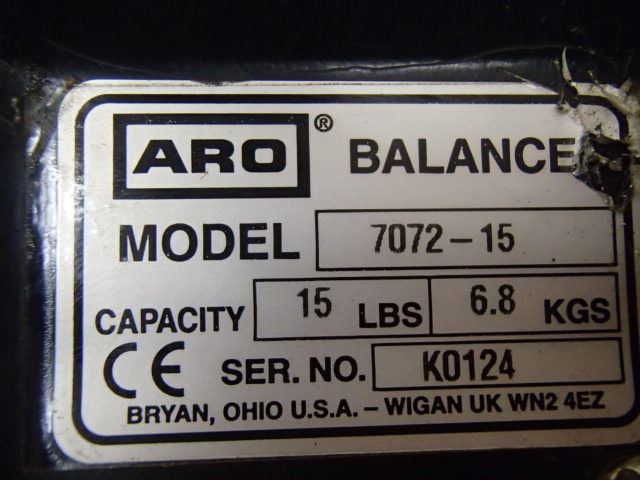 ARO® BALANCE
MODEL 7072-15
CAPACITY 15 LBS 6.8 KGS
CE SER. NO. K0124
BRYAN, OHIO U.S.A. – WIGAN UK WN2 4EZ